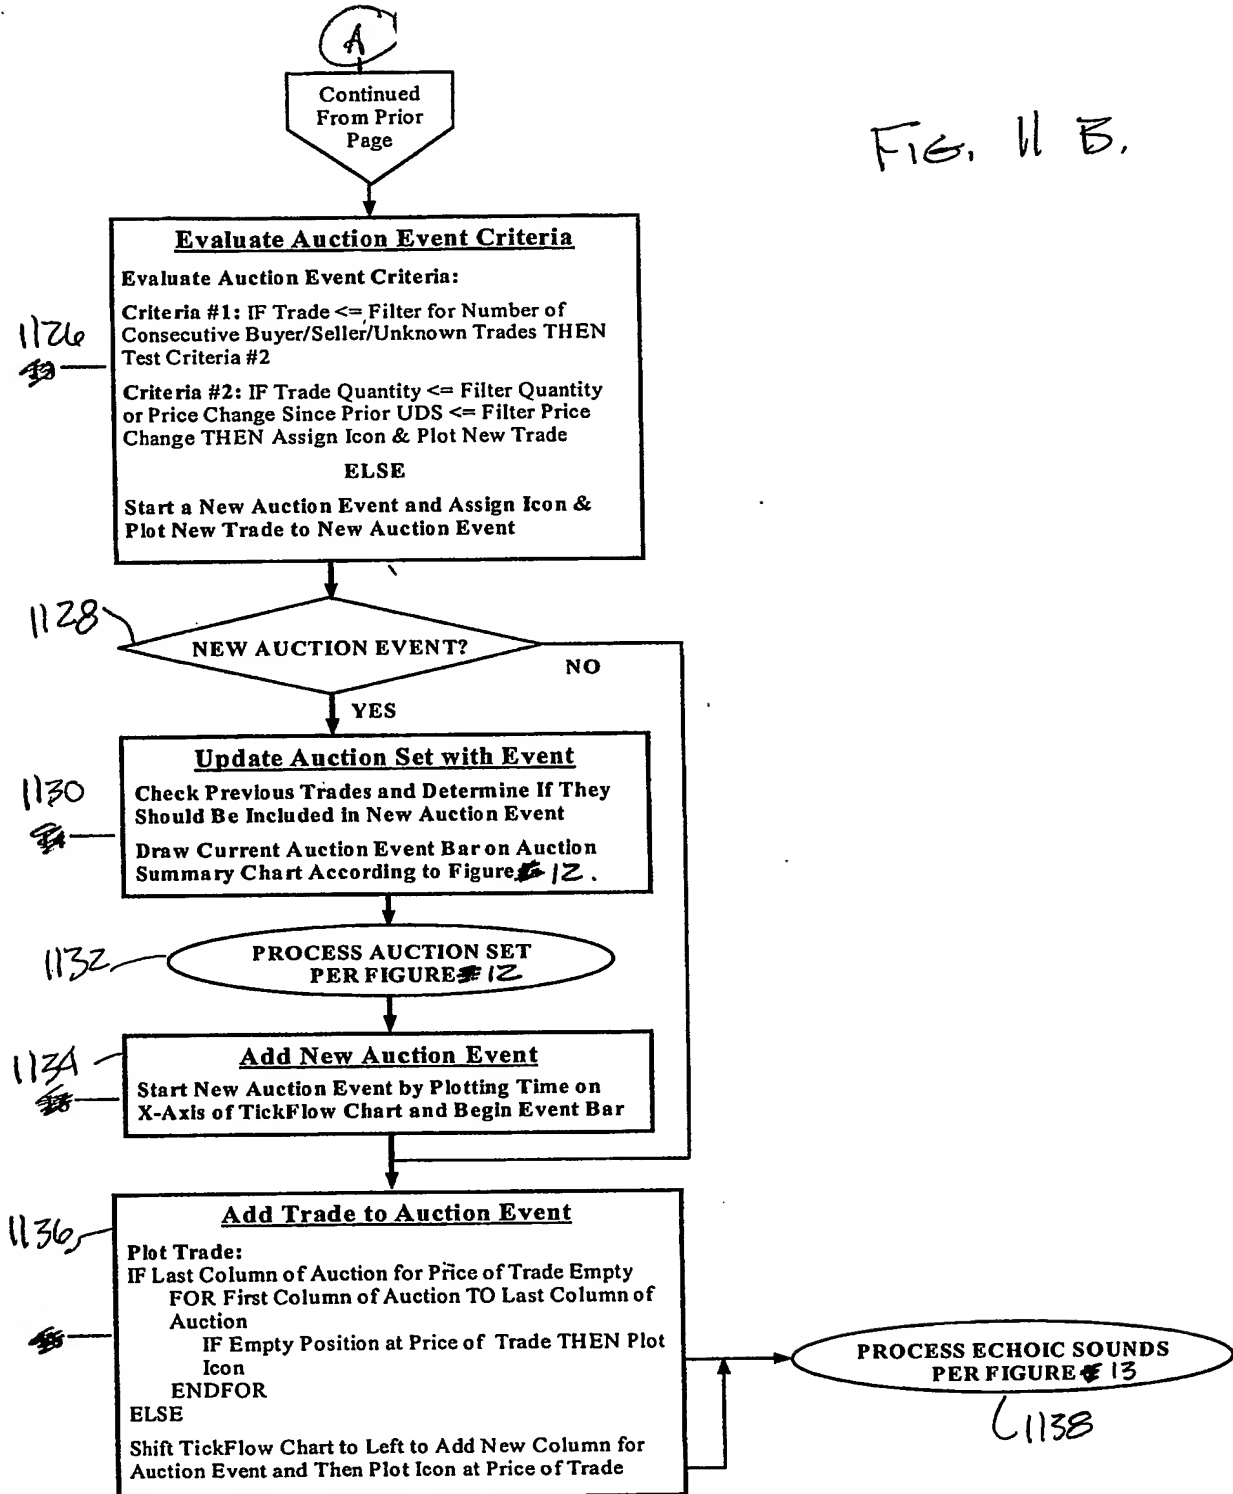 A
Continued
From Prior
Page
FIG. 11 B.
Evaluate Auction Event Criteria
Evaluate Auction Event Criteria:
Criteria #1: IF Trade <= Filter for Number of
Consecutive Buyer/Seller/Unknown Trades THEN
Test Criteria #2
1126
Criteria #2: IF Trade Quantity <= Filter Quantity
or Price Change Since Prior UDS <= Filter Price
Change THEN Assign Icon & Plot New Trade
ELSE
Start a New Auction Event and Assign Icon &
Plot New Trade to New Auction Event
1128
NEW AUCTION EVENT?
NO
YES
Update Auction Set with Event
1130
Check Previous Trades and Determine If They
Should Be Included in New Auction Event
Draw Current Auction Event Bar on Auction
Summary Chart According to Figure 12.
1132
PROCESS AUCTION SET
PER FIGURE 12
1134
Add New Auction Event
Start New Auction Event by Plotting Time on
X-Axis of TickFlow Chart and Begin Event Bar
1136
Add Trade to Auction Event
Plot Trade:
IF Last Column of Auction for Price of Trade Empty
FOR First Column of Auction TO Last Column of
Auction
IF Empty Position at Price of Trade THEN Plot
Icon
ENDFOR
ELSE
Shift TickFlow Chart to Left to Add New Column for
Auction Event and Then Plot Icon at Price of Trade
PROCESS ECHOIC SOUNDS
PER FIGURE 13
1138